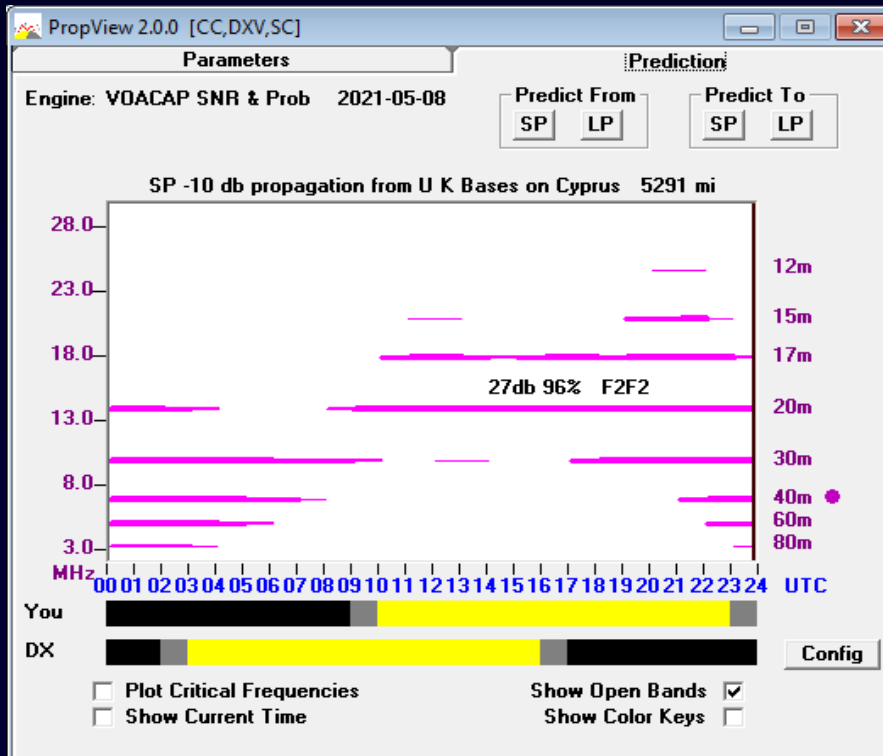 PropView 2.0.0 [CC,DXV,SC]
Parameters Prediction
Engine: VOACAP SNR & Prob 2021-05-08
Predict From Predict To
SP LP SP LP
SP -10 db propagation from U K Bases on Cyprus 5291 mi
28.0
12m
23.0
15m
18.0 17m
27db 96% F2F2
20m
13.0
30m
8.0
40m
60m
3.0 80m
MHz
00 01 02 03 04 05 06 07 08 09 10 11 12 13 14 15 16 17 18 19 20 21 22 23 24 UTC
You
DX Config
Plot Critical Frequencies Show Open Bands
Show Current Time Show Color Keys